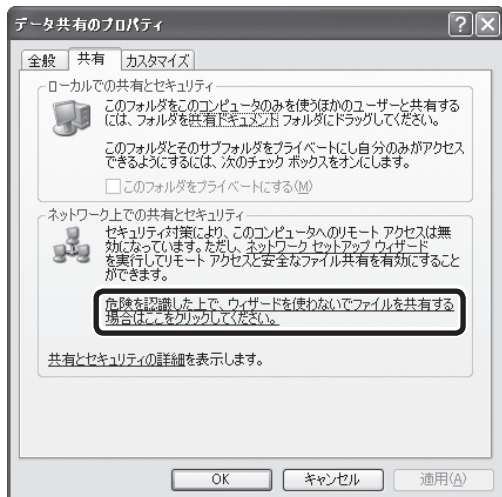 データ共有のプロパティ
全般
共有
カスタマイズ
ローカルでの共有とセキュリティ
このフォルダをこのコンピュータのみを使うほかのユーザーと共有する
には、フォルダを共有ドキュメント フォルダにドラッグしてください。
このフォルダとそのサブフォルダをプライベートにし自分のみがアクセス
できるようにするには、次のチェック ボックスをオンにします。
このフォルダをプライベートにする(M)
ネットワーク上での共有とセキュリティ
セキュリティ対策により、このコンピュータへのリモート アクセスは無
効になっています。ただし、ネットワーク セットアップ ウィザード
を実行してリモート アクセスと安全なファイル共有を有効にすること
ができます。
危険を認識した上で、ウィザードを使わないでファイルを共有する
場合はここをクリックしてください。
共有とセキュリティの詳細を表示します。
OK
キャンセル
適用(A)